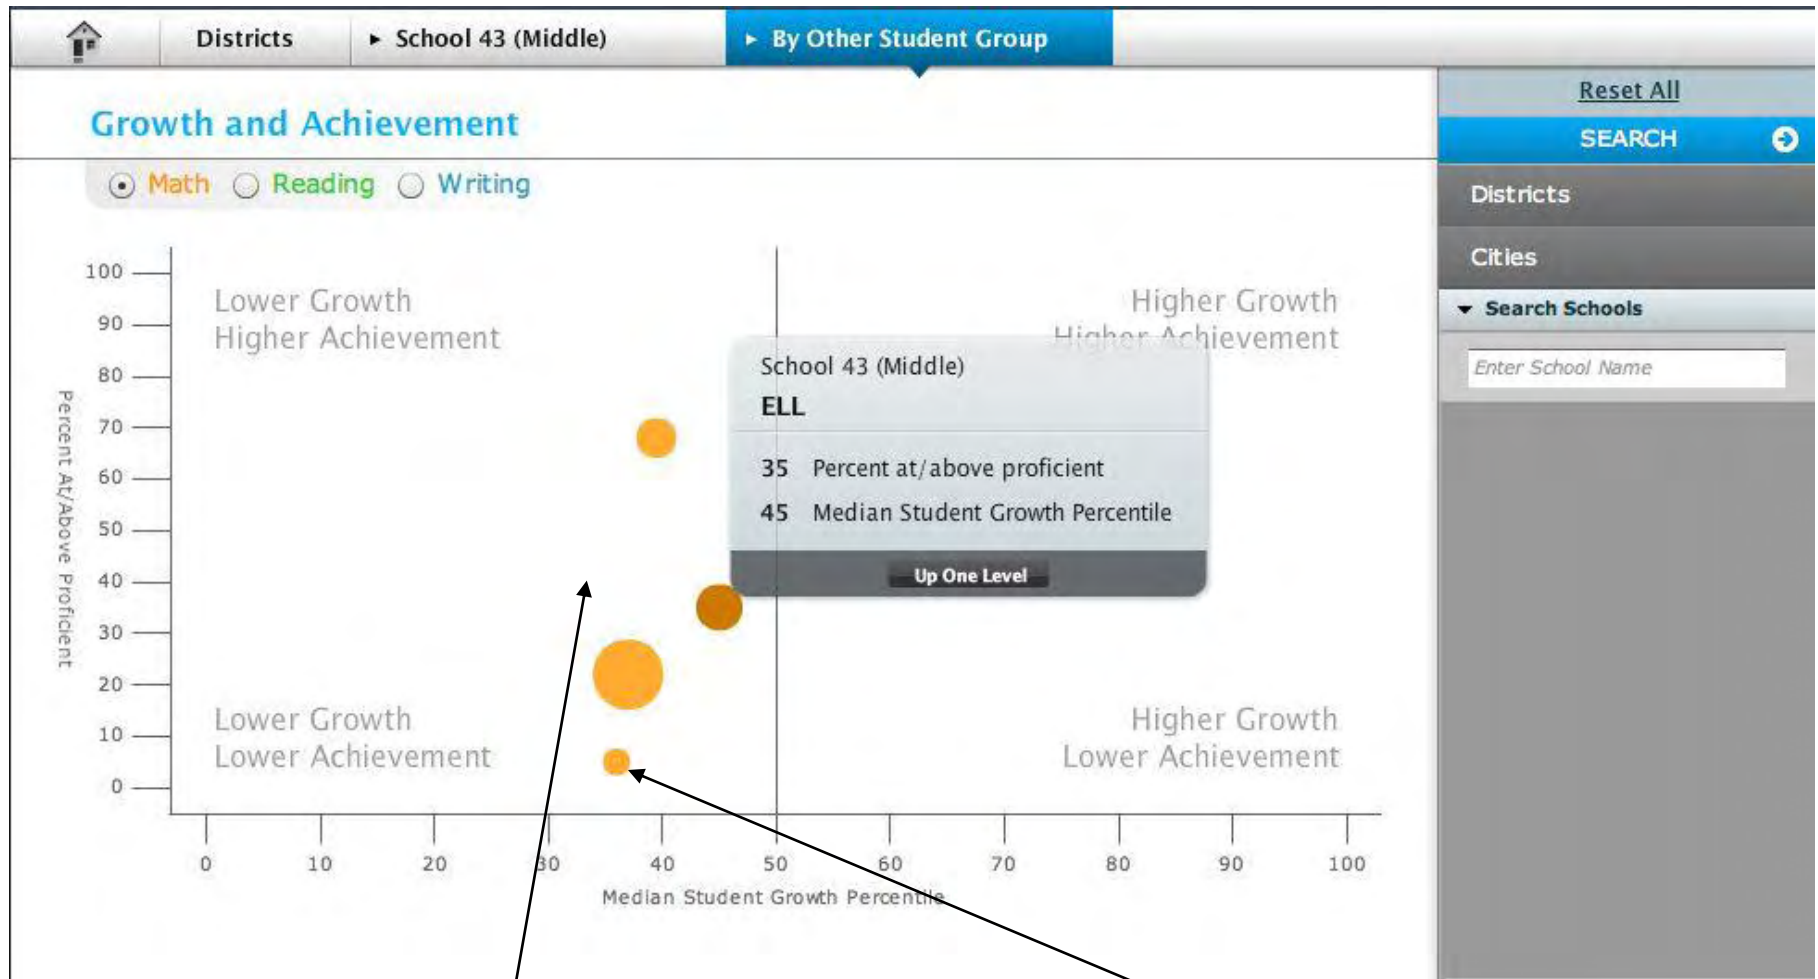 Districts
▸ School 43 (Middle)
▸ By Other Student Group
Reset All
SEARCH
Districts
Cities
Search Schools
Enter School Name
Growth and Achievement
Math
Reading
Writing
Percent At/Above Proficient
100
90
80
70
60
50
40
30
20
10
0
Lower Growth
Higher Achievement
Higher Growth
Higher Achievement
School 43 (Middle)
ELL
35 Percent at/above proficient
45 Median Student Growth Percentile
Up One Level
Lower Growth
Lower Achievement
Higher Growth
Lower Achievement
0 10 20 30 40 50 60 70 80 90 100
Median Student Growth Percentile